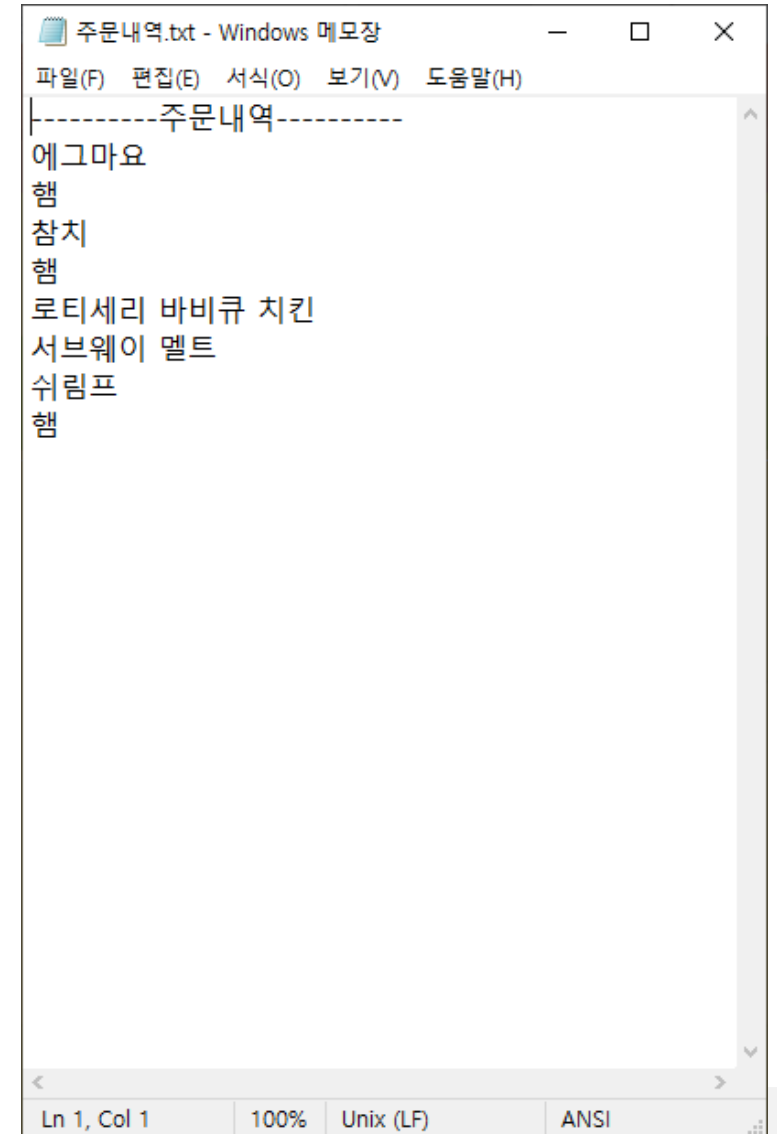 주문내역.txt - Windows 메모장
파일(F) 편집(E) 서식(O) 보기(V) 도움말(H)
----------주문내역----------
에그마요
햄
참치
햄
로티세리 바비큐 치킨
서브웨이 멜트
쉬림프
햄
Ln 1, Col 1 100% Unix (LF) ANSI